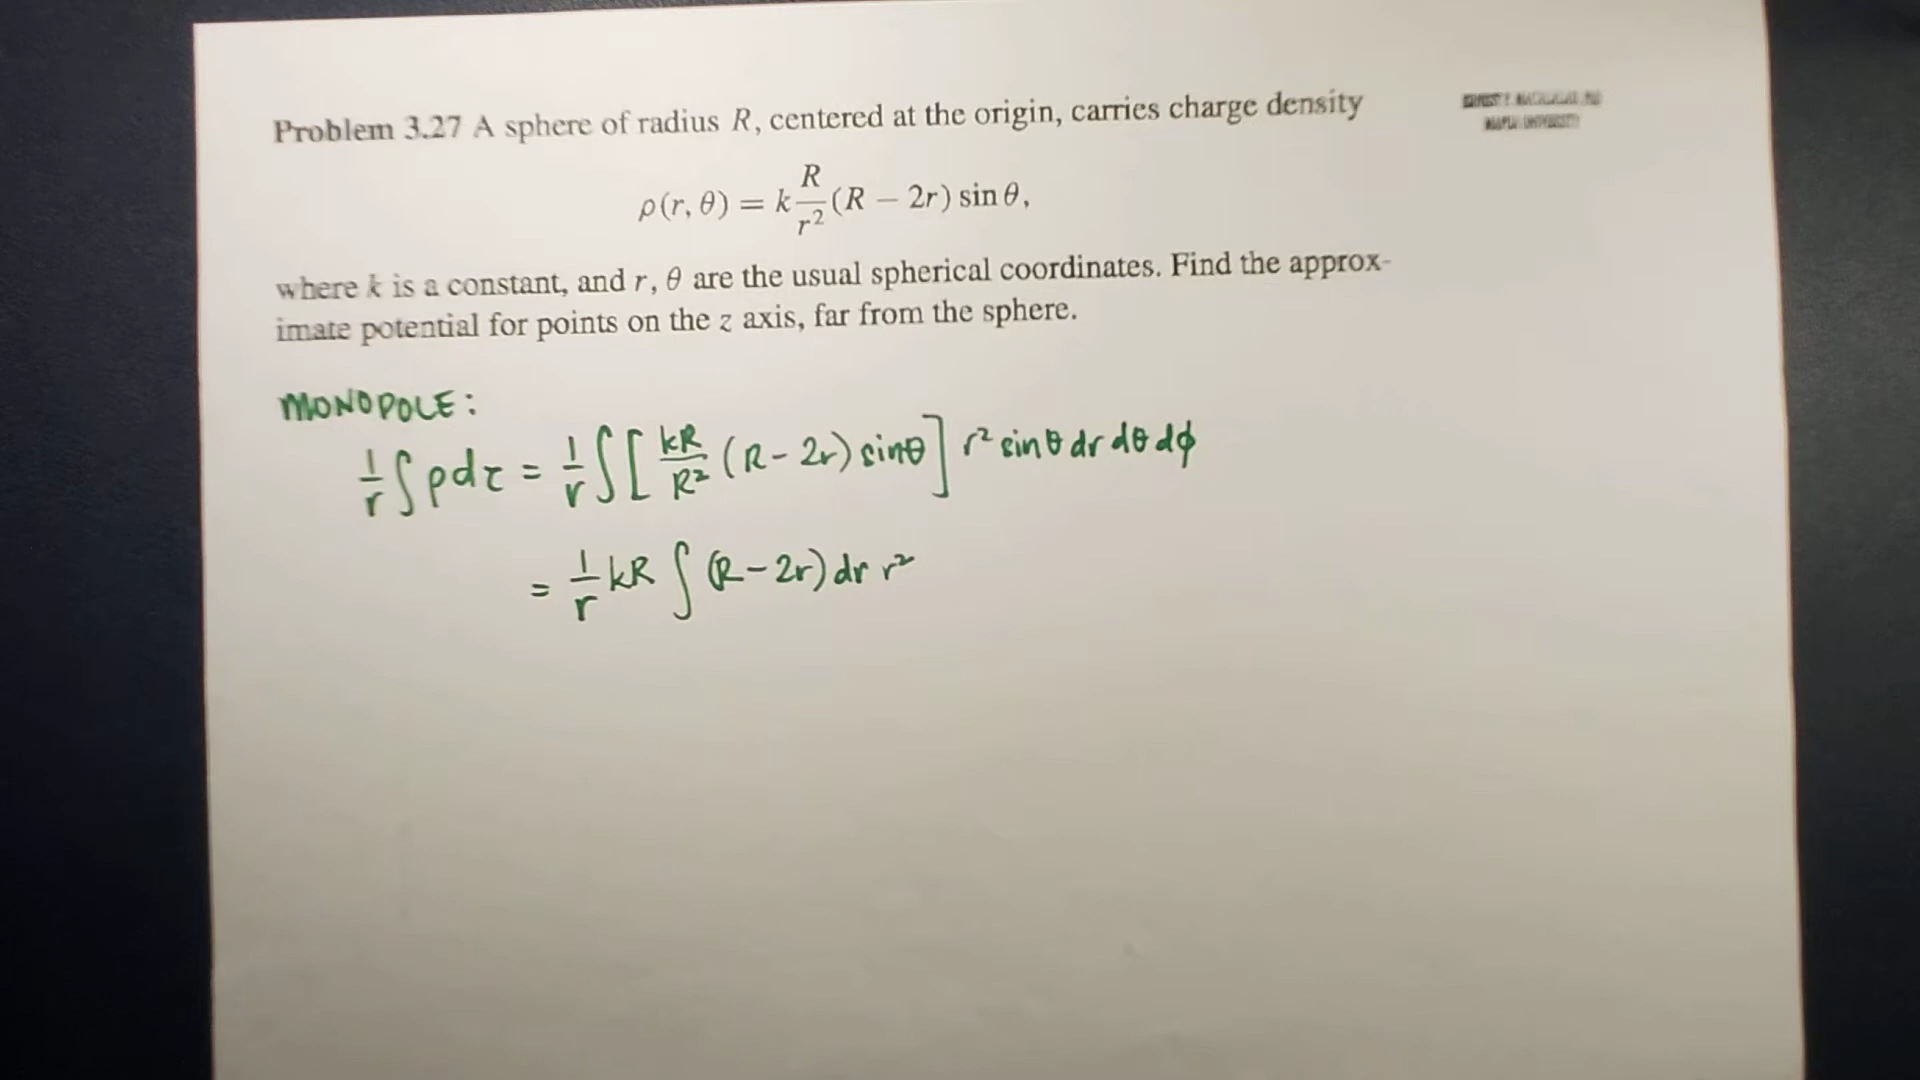 Problem 3.27 A sphere of radius R, centered at the origin, carries charge density
ρ(r, θ) = k R/r² (R − 2r) sin θ,
where k is a constant, and r, θ are the usual spherical coordinates. Find the approx-
imate potential for points on the z axis, far from the sphere.
MONOPOLE:
1/r ∫ρdτ = 1/r ∫[kR/R² (R − 2r) sinθ] r² sinθ dr dθ dϕ
= 1/r kR ∫(R − 2r) dr r²